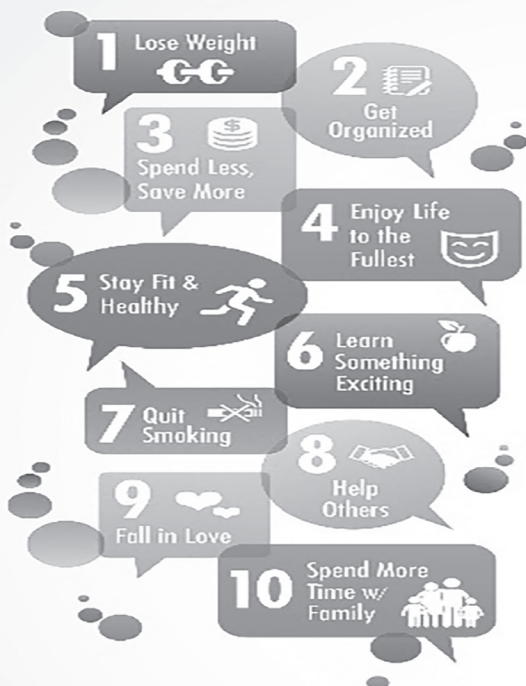 1 Lose Weight
2 Get
Organized
3 Spend Less,
Save More
4 Enjoy Life
to the
Fullest
5 Stay Fit &
Healthy
6 Learn
Something
Exciting
7 Quit
Smoking
8 Help
Others
9 Fall in Love
10 Spend More
Time w/
Family